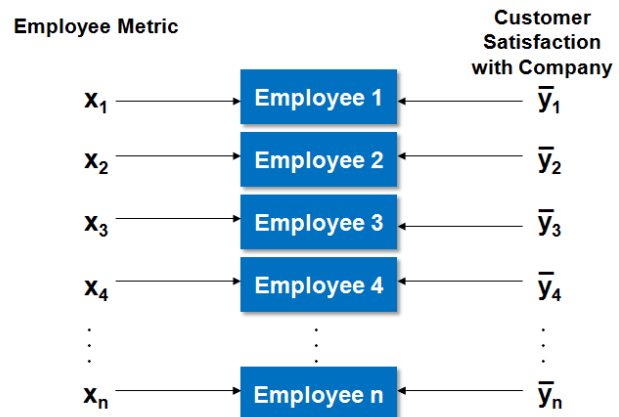 Employee Metric
Customer
Satisfaction
with Company
x₁ Employee 1 ȳ₁
x₂ Employee 2 ȳ₂
x₃ Employee 3 ȳ₃
x₄ Employee 4 ȳ₄
xₙ Employee n ȳₙ